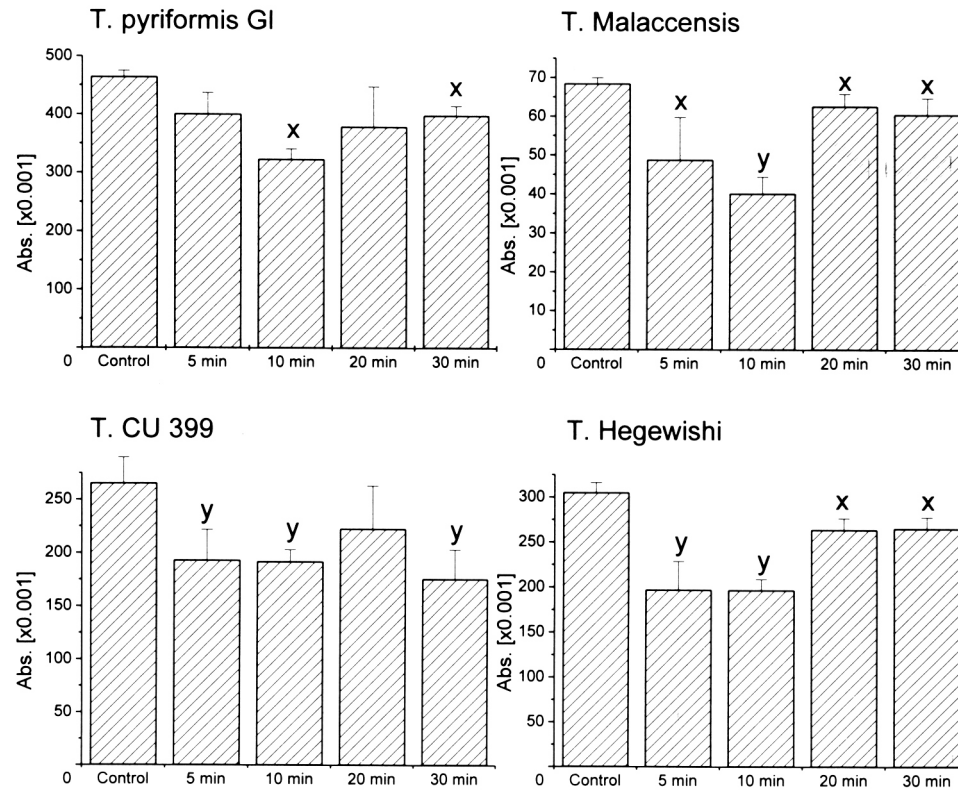 T. pyriformis GI
Abs. [x0.001]
500
400
300
200
100
0
x
x
Control
5 min
10 min
20 min
30 min
T. Malaccensis
Abs. [x0.001]
70
60
50
40
30
20
10
0
x
y
x
x
Control
5 min
10 min
20 min
30 min
T. CU 399
Abs. [x0.001]
250
200
150
100
50
0
y
y
y
Control
5 min
10 min
20 min
30 min
T. Hegewishi
Abs. [x0.001]
300
250
200
150
100
50
0
y
y
x
x
Control
5 min
10 min
20 min
30 min